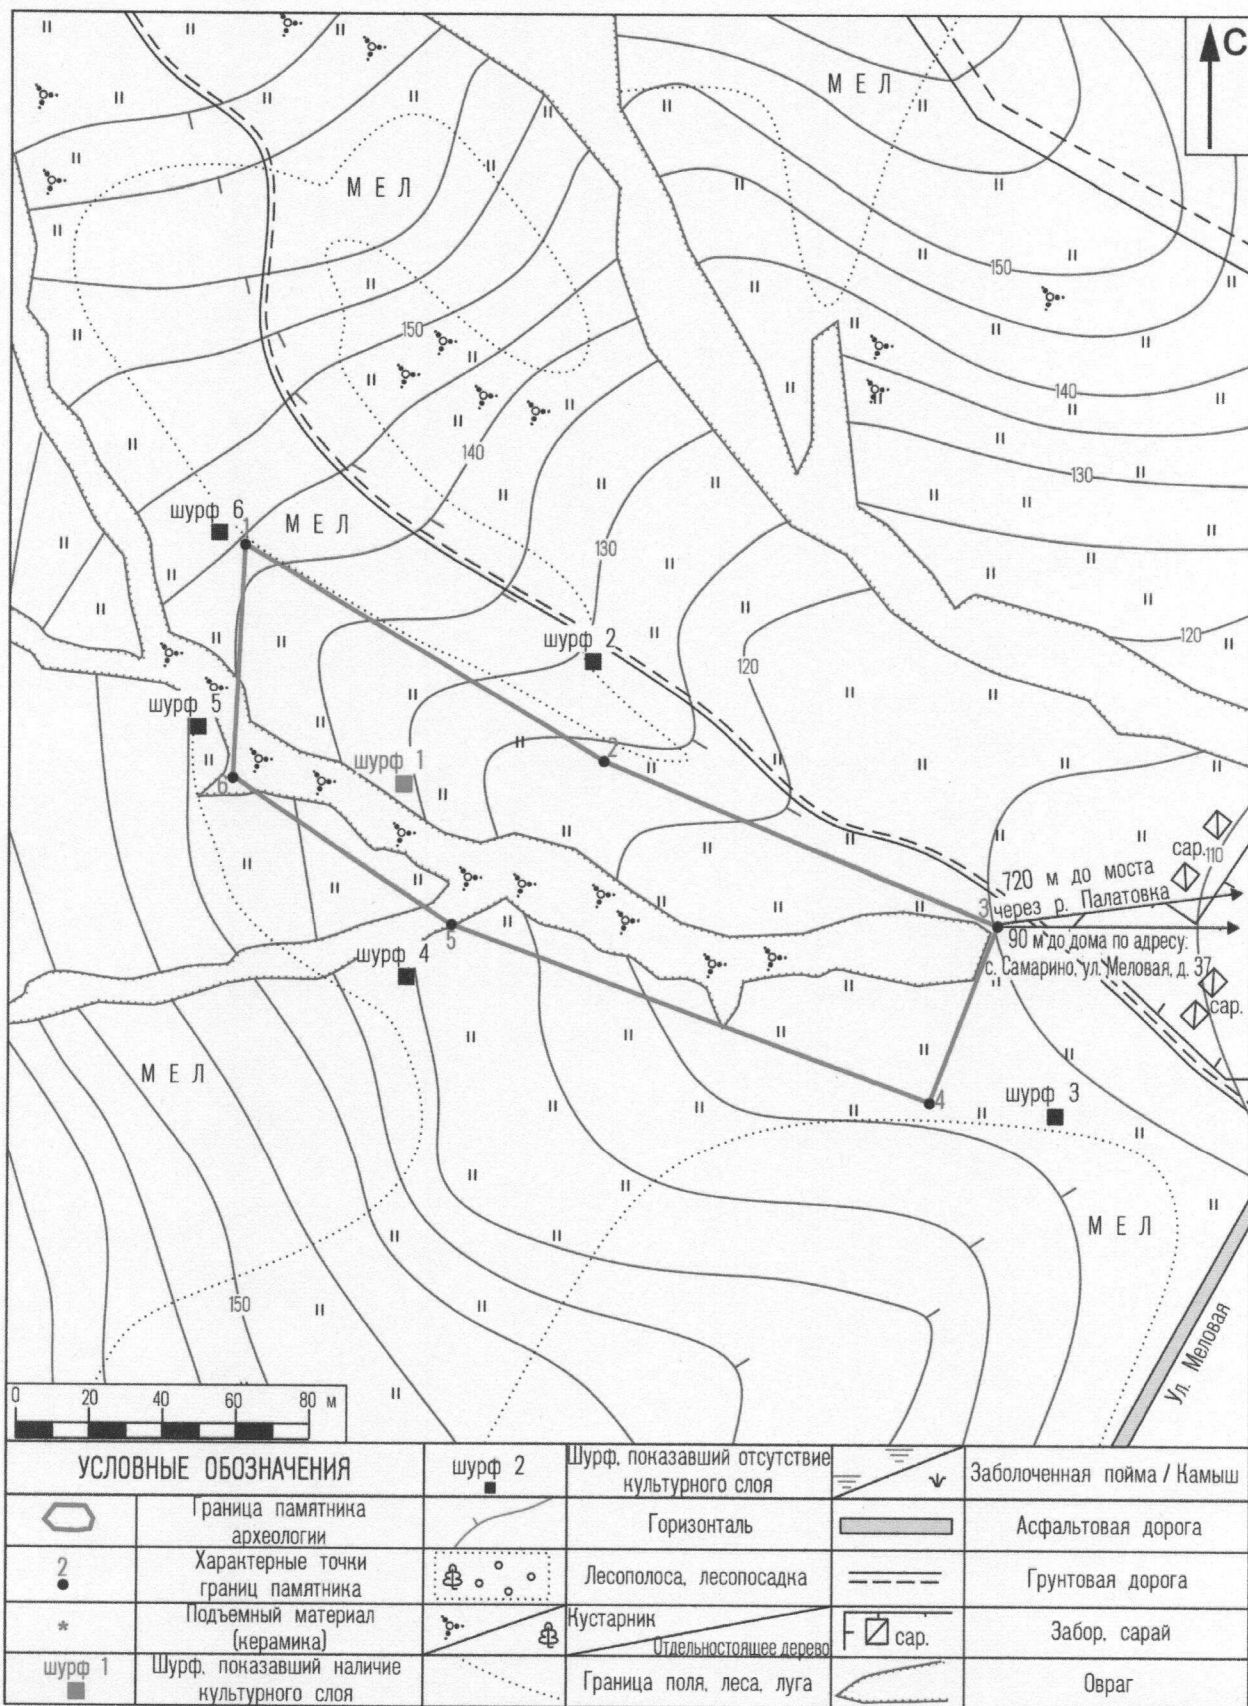 С
МЕЛ
МЕЛ
150
150
140
140
130
шурф 6
1
МЕЛ
130
шурф 2
120
120
шурф 5
2
шурф 1
6
сар.
110
720 м до моста
через р. Палатовка
3
90 м до дома по адресу:
с. Самарино, ул. Меловая, д. 37
5
шурф 4
сар.
МЕЛ
4
шурф 3
МЕЛ
150
Ул. Меловая
0 20 40 60 80 м
УСЛОВНЫЕ ОБОЗНАЧЕНИЯ
Граница памятника
археологии
2
Характерные точки
границ памятника
*
Подъемный материал
(керамика)
шурф 1
Шурф, показавший наличие
культурного слоя
шурф 2
Шурф, показавший отсутствие
культурного слоя
Горизонталь
Лесополоса, лесопосадка
Кустарник
Отдельностоящее дерево
Граница поля, леса, луга
Заболоченная пойма / Камыш
Асфальтовая дорога
Грунтовая дорога
сар.
Забор, сарай
Овраг